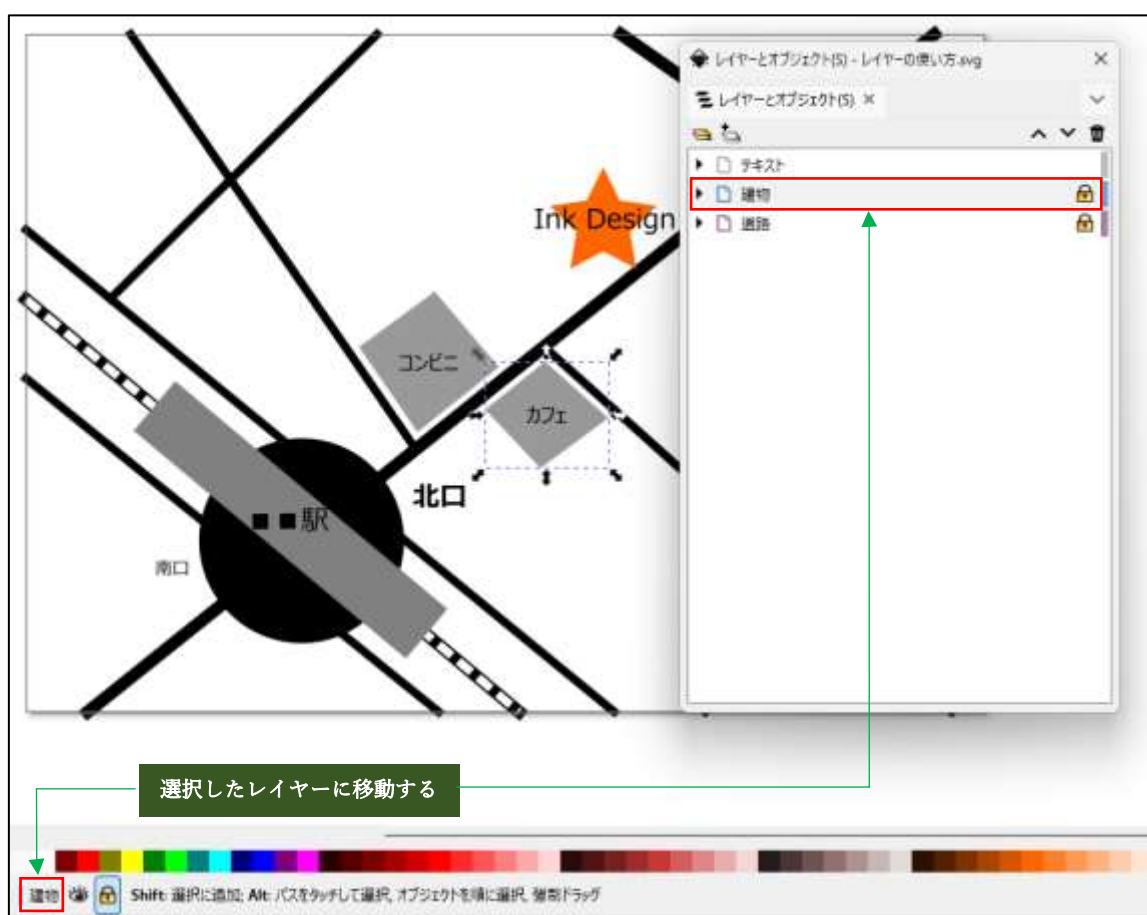 レイヤーとオブジェクト(S) - レイヤーの使い方.svg
レイヤーとオブジェクト(S)
テキスト
建物
道路
Ink Design
コンビニ
カフェ
北口
■■駅
南口
選択したレイヤーに移動する
建物
Shift: 選択に追加; Alt: パスをタッチして選択, オブジェクトを順に選択, 強制ドラッグ